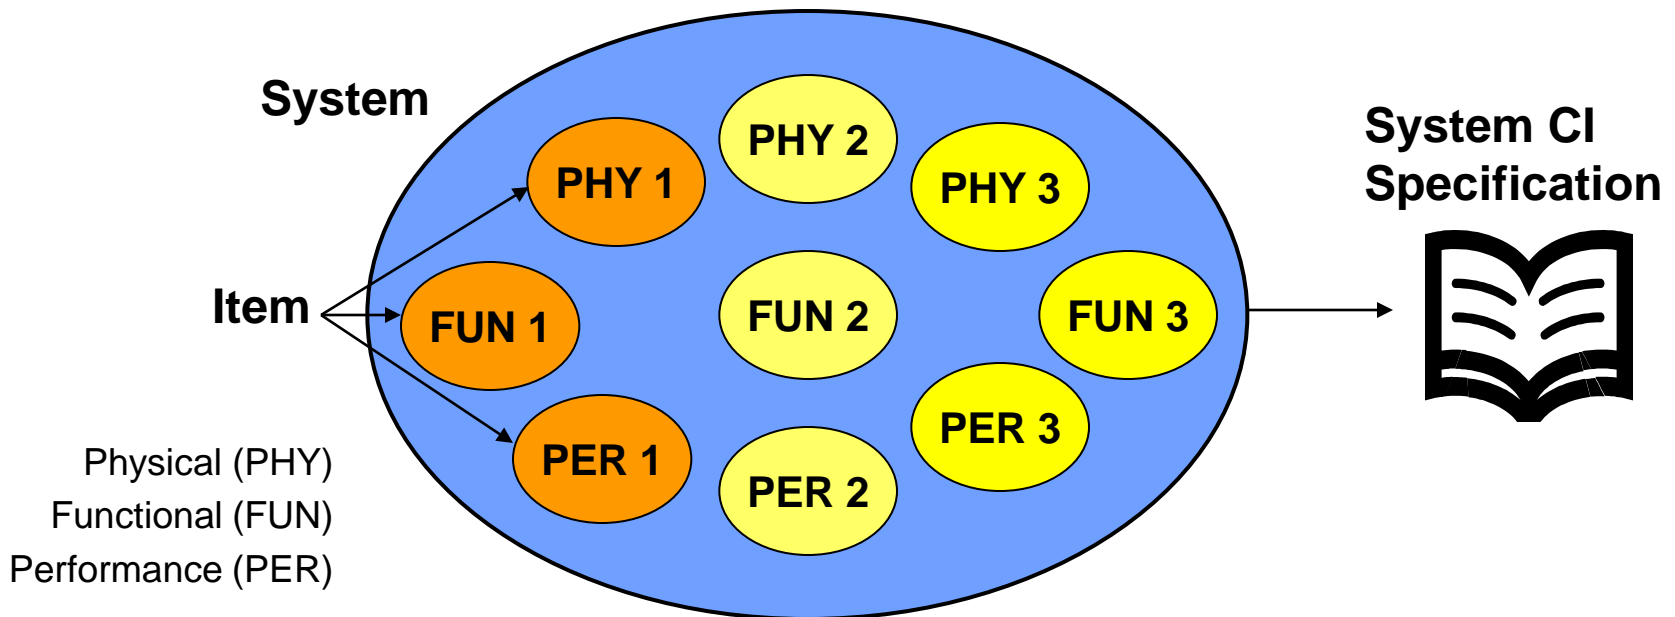 System
PHY 1
PHY 2
PHY 3
System CI
Specification
Item
FUN 1
FUN 2
FUN 3
PER 1
PER 2
PER 3
Physical (PHY)
Functional (FUN)
Performance (PER)